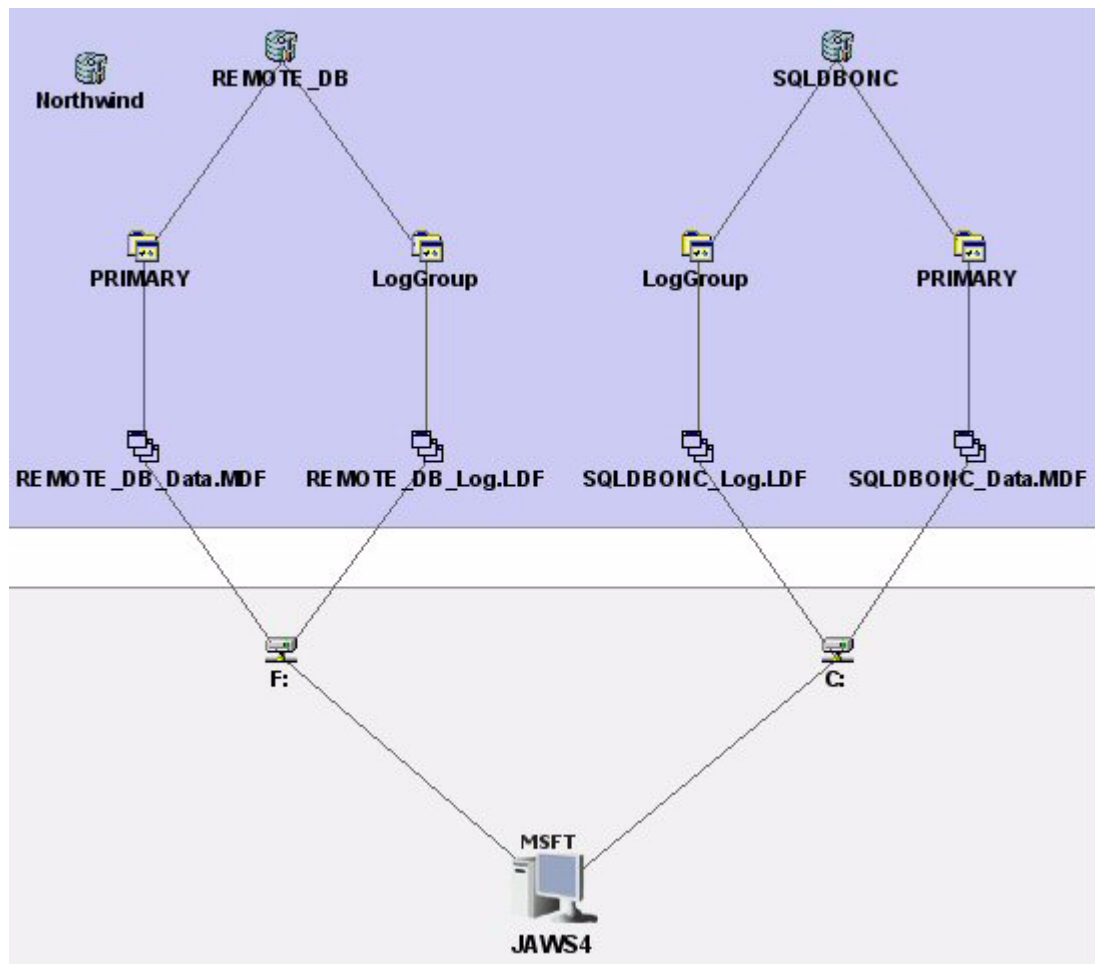 REMOTE_DB
SQLDBONC
Northwind
PRIMARY
LogGroup
LogGroup
PRIMARY
REMOTE_DB_Data.MDF
REMOTE_DB_Log.LDF
SQLDBONC_Log.LDF
SQLDBONC_Data.MDF
F:
C:
MSFT
JAWS4